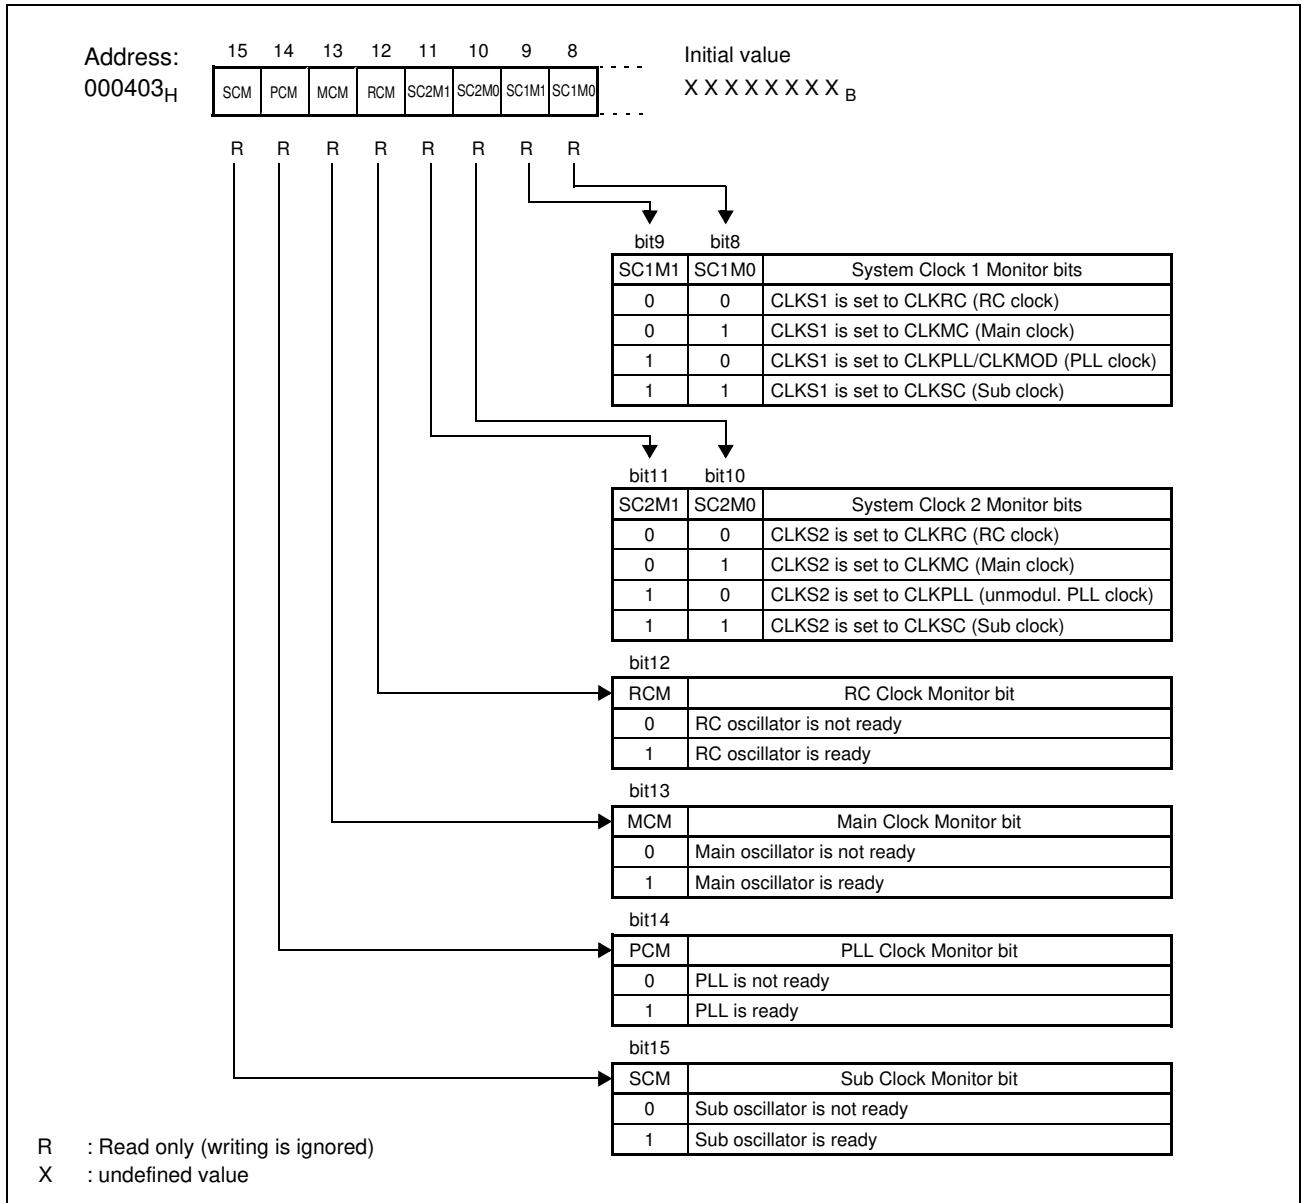 Address: 15 14 13 12 11 10 9 8 Initial value
000403H SCM PCM MCM RCM SC2M1 SC2M0 SC1M1 SC1M0 X X X X X X X X B
R R R R R R R R
bit9 bit8
SC1M1 SC1M0 System Clock 1 Monitor bits
0 0 CLKS1 is set to CLKRC (RC clock)
0 1 CLKS1 is set to CLKMC (Main clock)
1 0 CLKS1 is set to CLKPLL/CLKMOD (PLL clock)
1 1 CLKS1 is set to CLKSC (Sub clock)
bit11 bit10
SC2M1 SC2M0 System Clock 2 Monitor bits
0 0 CLKS2 is set to CLKRC (RC clock)
0 1 CLKS2 is set to CLKMC (Main clock)
1 0 CLKS2 is set to CLKPLL (unmodul. PLL clock)
1 1 CLKS2 is set to CLKSC (Sub clock)
bit12
RCM RC Clock Monitor bit
0 RC oscillator is not ready
1 RC oscillator is ready
bit13
MCM Main Clock Monitor bit
0 Main oscillator is not ready
1 Main oscillator is ready
bit14
PCM PLL Clock Monitor bit
0 PLL is not ready
1 PLL is ready
bit15
SCM Sub Clock Monitor bit
0 Sub oscillator is not ready
1 Sub oscillator is ready
R : Read only (writing is ignored)
X : undefined value